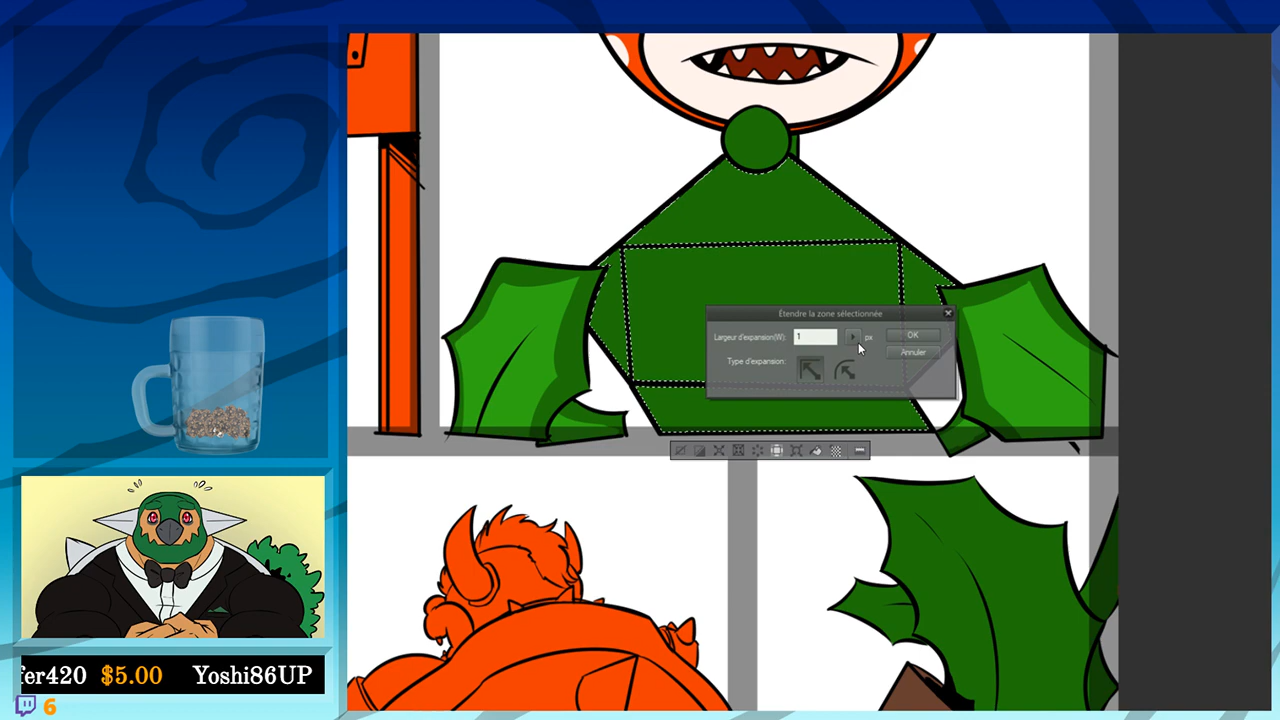 Étendre la zone sélectionnée
Largeur d'expansion(W): 1 px OK
Annuler
Type d'expansion:
fer420 $5.00 Yoshi86UP
6